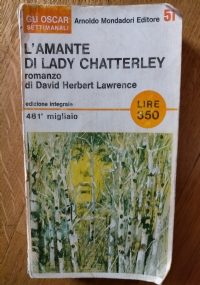 GLI OSCAR
SETTIMANALI
Arnoldo Mondadori Editore
57
L'AMANTE
DI LADY CHATTERLEY
romanzo
di David Herbert Lawrence
edizione integrale
LIRE
350
481° migliaio